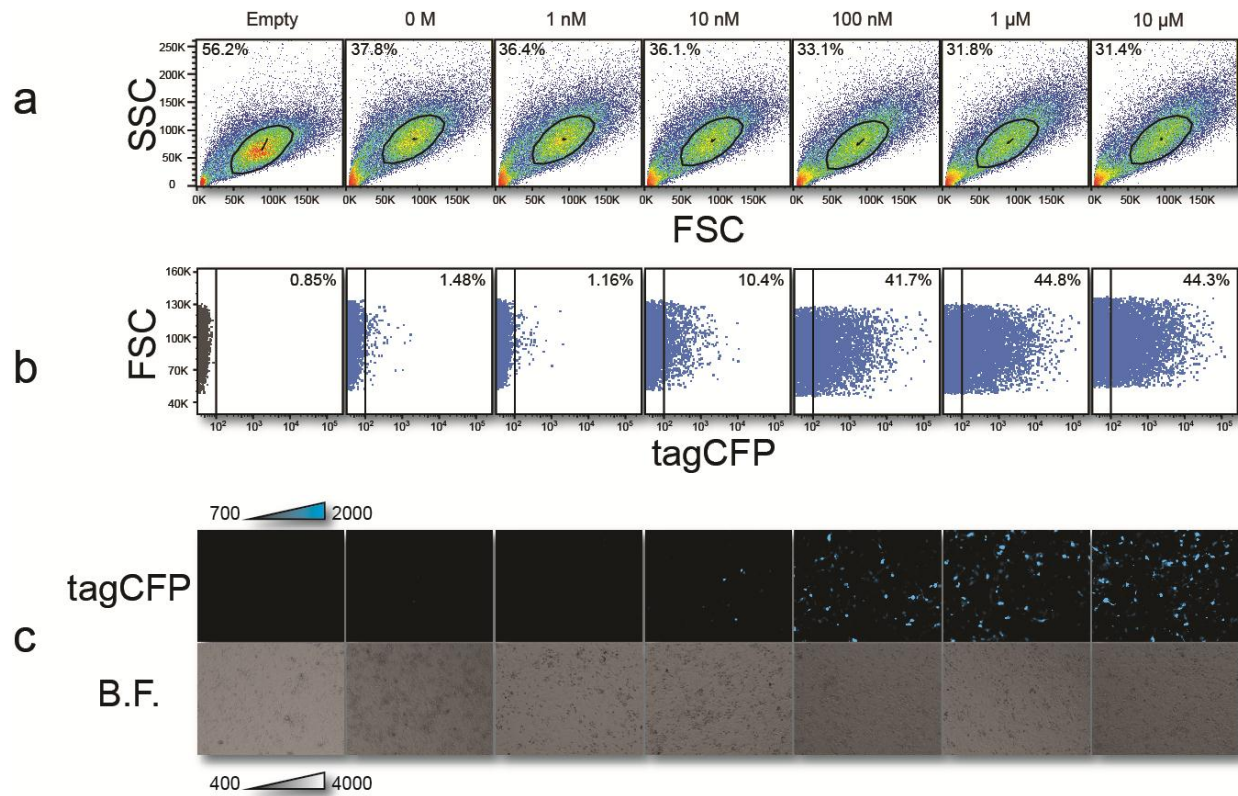 Empty 0 M 1 nM 10 nM 100 nM 1 µM 10 µM
a
SSC
250K
200K
150K
100K
50K
0
56.2% 37.8% 36.4% 36.1.% 33.1% 31.8% 31.4%
0K 50K 100K 150K 0K 50K 100K 150K 0K 50K 100K 150K 0K 50K 100K 150K 0K 50K 100K 150K 0K 50K 100K 150K 0K 50K 100K 150K
FSC
b
FSC
160K
130K
100K
70K
40K
0.85% 1.48% 1.16% 10.4% 41.7% 44.8% 44.3%
10² 10³ 10⁴ 10⁵ 10² 10³ 10⁴ 10⁵ 10² 10³ 10⁴ 10⁵ 10² 10³ 10⁴ 10⁵ 10² 10³ 10⁴ 10⁵ 10² 10³ 10⁴ 10⁵ 10² 10³ 10⁴ 10⁵
tagCFP
700 2000
tagCFP
c
B.F.
400 4000